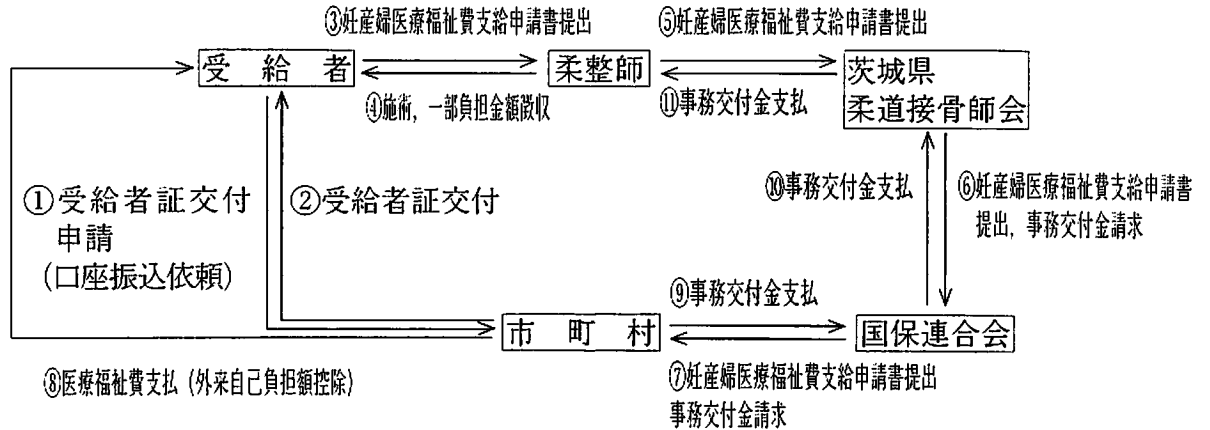 ③妊産婦医療福祉費支給申請書提出
⑤妊産婦医療福祉費支給申請書提出
受給者
柔整師
茨城県
柔道接骨師会
④施術，一部負担金額徴収
⑪事務交付金支払
①受給者証交付
申請
(口座振込依頼)
②受給者証交付
⑩事務交付金支払
⑥妊産婦医療福祉費支給申請書
提出，事務交付金請求
⑨事務交付金支払
市町村
国保連合会
⑧医療福祉費支払（外来自己負担額控除）
⑦妊産婦医療福祉費支給申請書提出
事務交付金請求